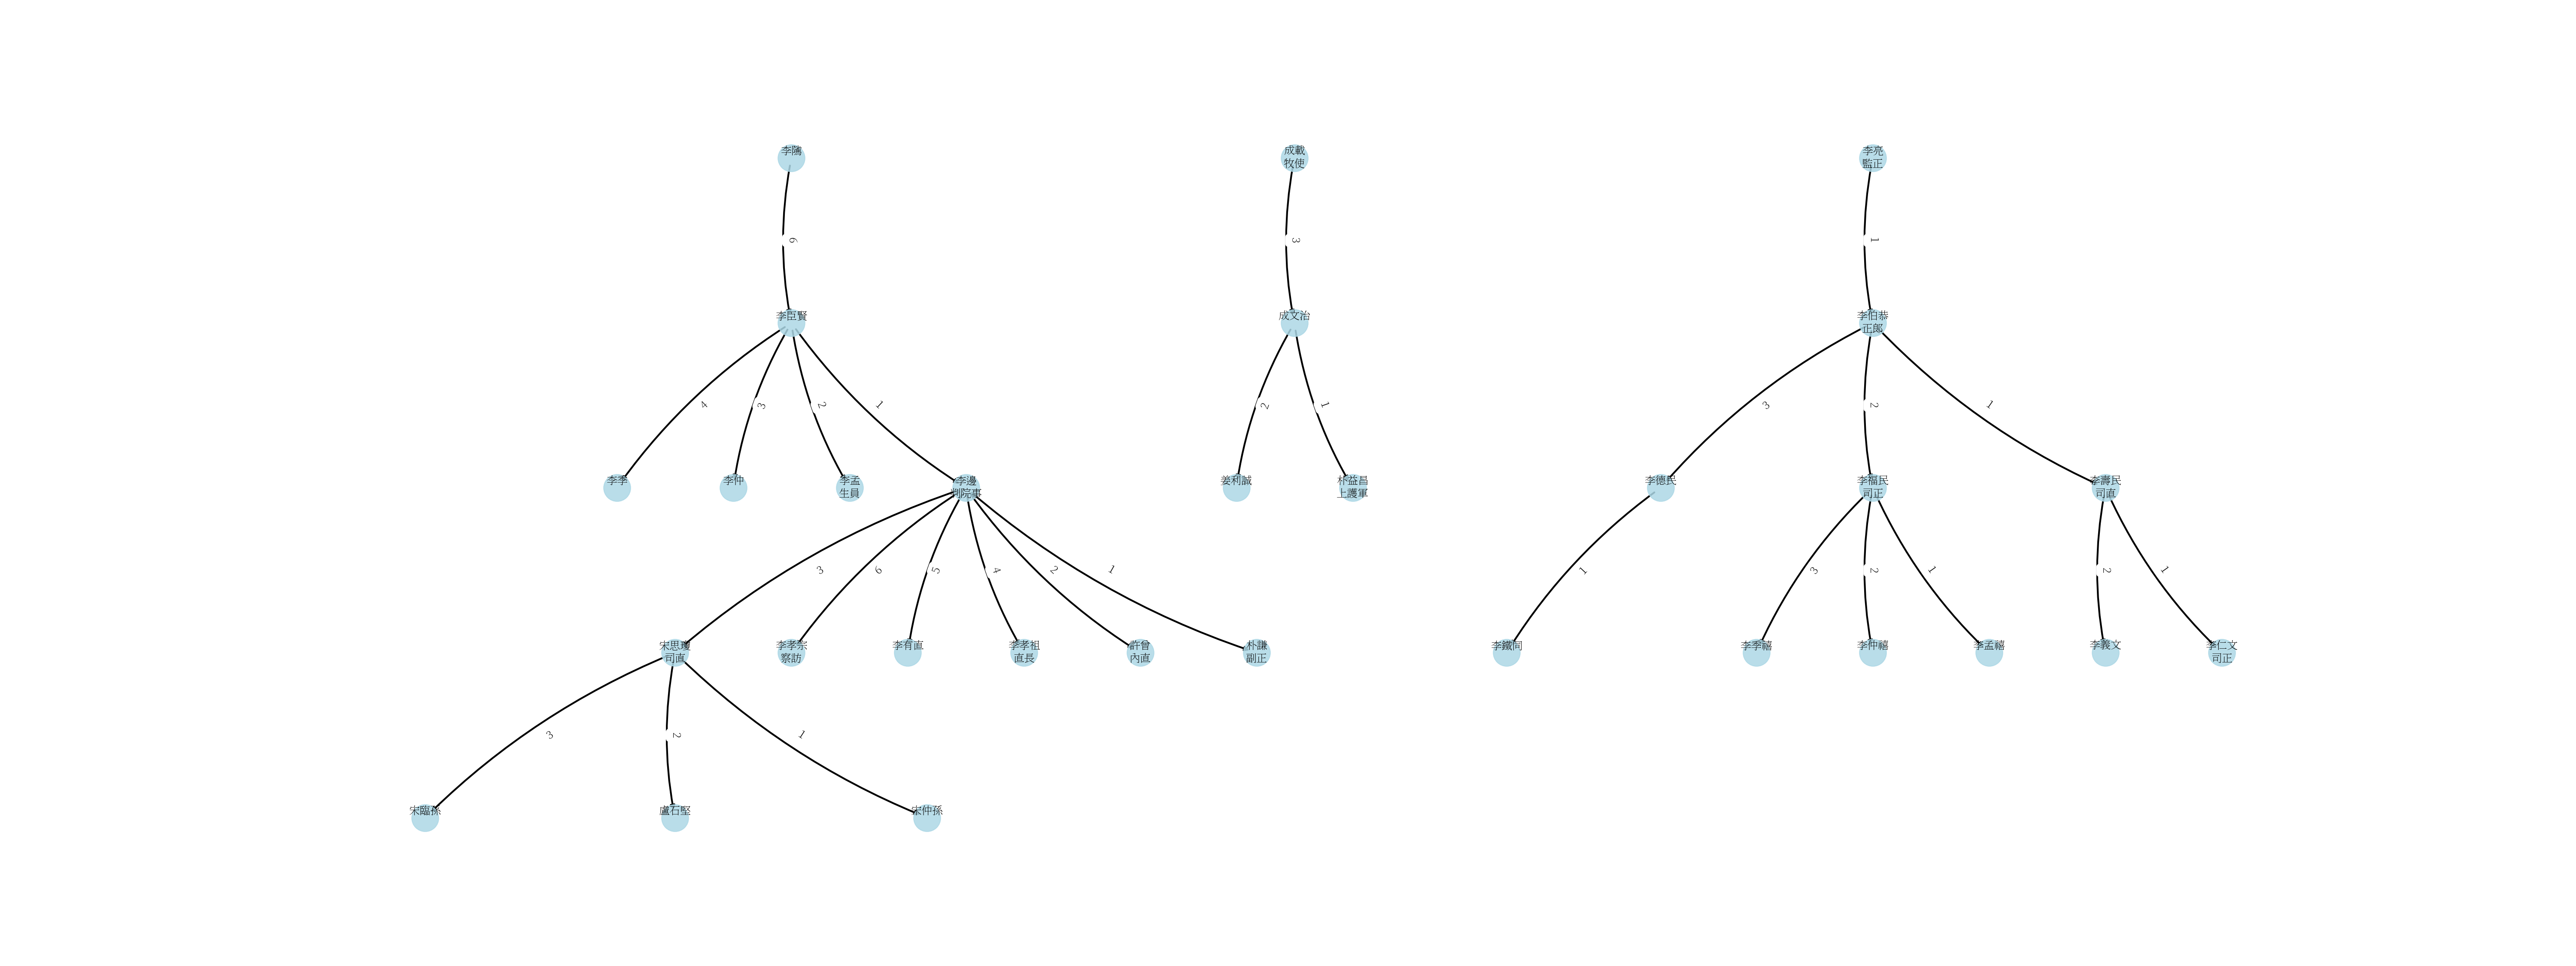 李隣
成載
牧使
李亮
監正
6
3
1
李臣賢
成文治
李伯恭
正郎
4
3
2
1
2
1
3
2
1
李季
李仲
李孟
生員
李邊
判院事
姜利誠
朴益昌
上護軍
李德民
李福民
司正
李壽民
司直
3
6
5
4
2
1
1
3
2
1
2
1
宋思瓊
司直
李孝宗
察訪
李有直
李孝祖
直長
許曾
內直
朴謙
副正
李鐵同
李季禧
李仲禧
李孟禧
李義文
李仁文
司正
3
2
1
宋臨孫
盧石堅
宋仲孫